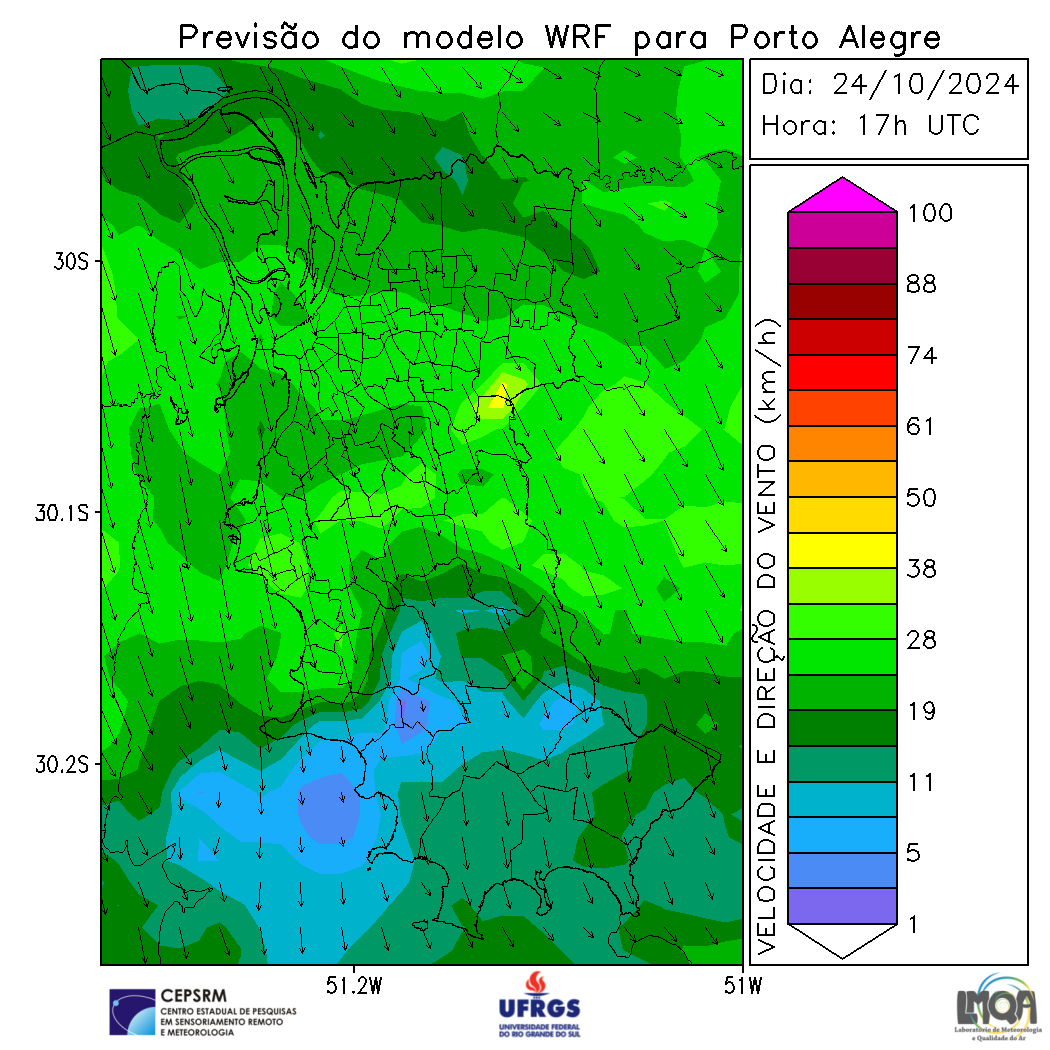 Previsão do modelo WRF para Porto Alegre
Dia: 24/10/2024
Hora: 17h UTC
30S
30.1S
30.2S
51.2W
51W
VELOCIDADE E DIREÇÃO DO VENTO (km/h)
100
88
74
61
50
38
28
19
11
5
1
CEPSRM
CENTRO ESTADUAL DE PESQUISAS
EM SENSORIAMENTO REMOTO
E METEOROLOGIA
UFRGS
UNIVERSIDADE FEDERAL
DO RIO GRANDE DO SUL
LMQA
Laboratório de Meteorologia
e Qualidade do Ar